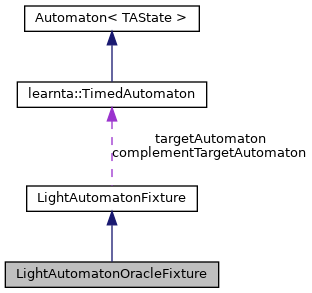 Automaton< TAState >
learnta::TimedAutomaton
targetAutomaton
complementTargetAutomaton
LightAutomatonFixture
LightAutomatonOracleFixture